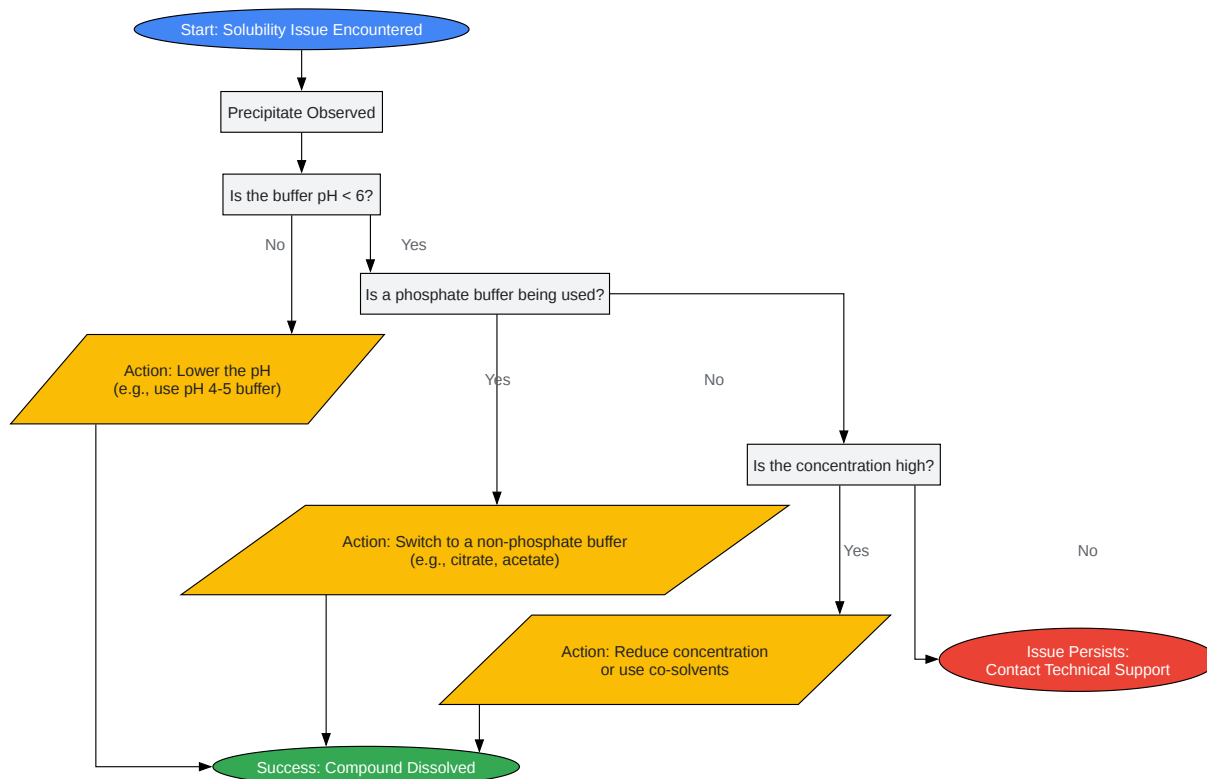 Start: Solubility Issue Encountered
Precipitate Observed
Is the buffer pH < 6?
No
Yes
Is a phosphate buffer being used?
Action: Lower the pH
(e.g., use pH 4-5 buffer)
Yes
No
Is the concentration high?
Action: Switch to a non-phosphate buffer
(e.g., citrate, acetate)
Yes
No
Action: Reduce concentration
or use co-solvents
Issue Persists:
Contact Technical Support
Success: Compound Dissolved